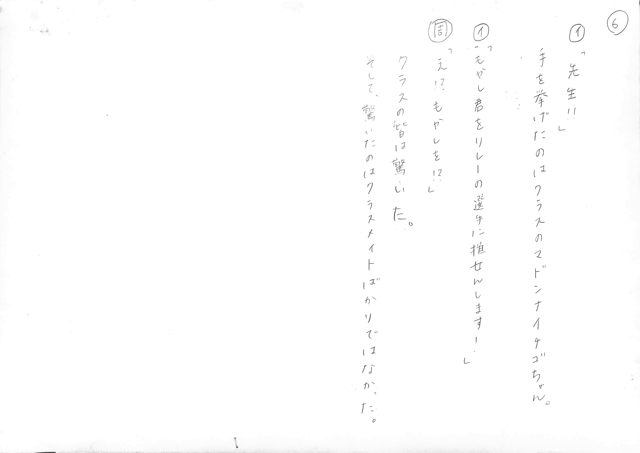 ⑥
㋑「先生!!」
手を挙げたのはクラスのマドンナイチゴちゃん。
㋑「もやし君をリレーの選手に推せんします!」
㊄「え!?もやしを!?」
クラスの皆は驚いた。
そして、驚いたのはクラスメイトばかりではなかった。